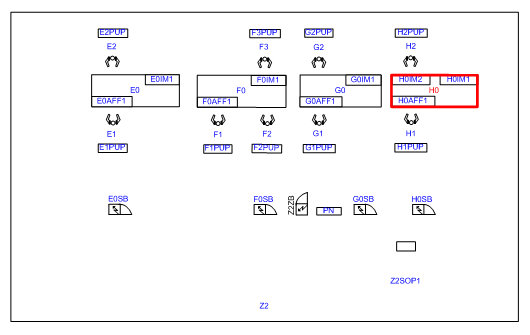 E2PUP F3PUP G2PUP H2PUP
E2 F3 G2 H2
E0IM1 F0IM1 G0IM1 H0IM2 H0IM1
E0 F0 G0 H0
E0AFF1 F0AFF1 G0AFF1 H0AFF1
E1 F1 F2 G1 H1
E1PUP F1PUP F2PUP G1PUP H1PUP
E0SB F0SB Z2ZB G0SB H0SB
PN
Z2SOP1
Z2